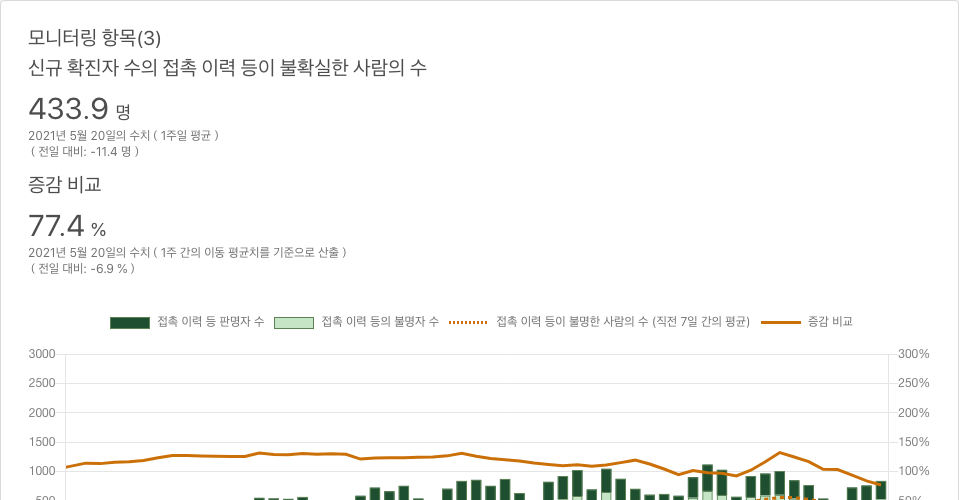 모니터링 항목(3)
신규 확진자 수의 접촉 이력 등이 불확실한 사람의 수
433.9 명
2021년 5월 20일의 수치 ( 1주일 평균 )
( 전일 대비: -11.4 명 )
증감 비교
77.4 %
2021년 5월 20일의 수치 ( 1주 간의 이동 평균치를 기준으로 산출 )
( 전일 대비: -6.9 % )
접촉 이력 등 판명자 수 접촉 이력 등의 불명자 수 접촉 이력 등이 불명한 사람의 수 (직전 7일 간의 평균) 증감 비교
3000 300%
2500 250%
2000 200%
1500 150%
1000 100%
500 50%